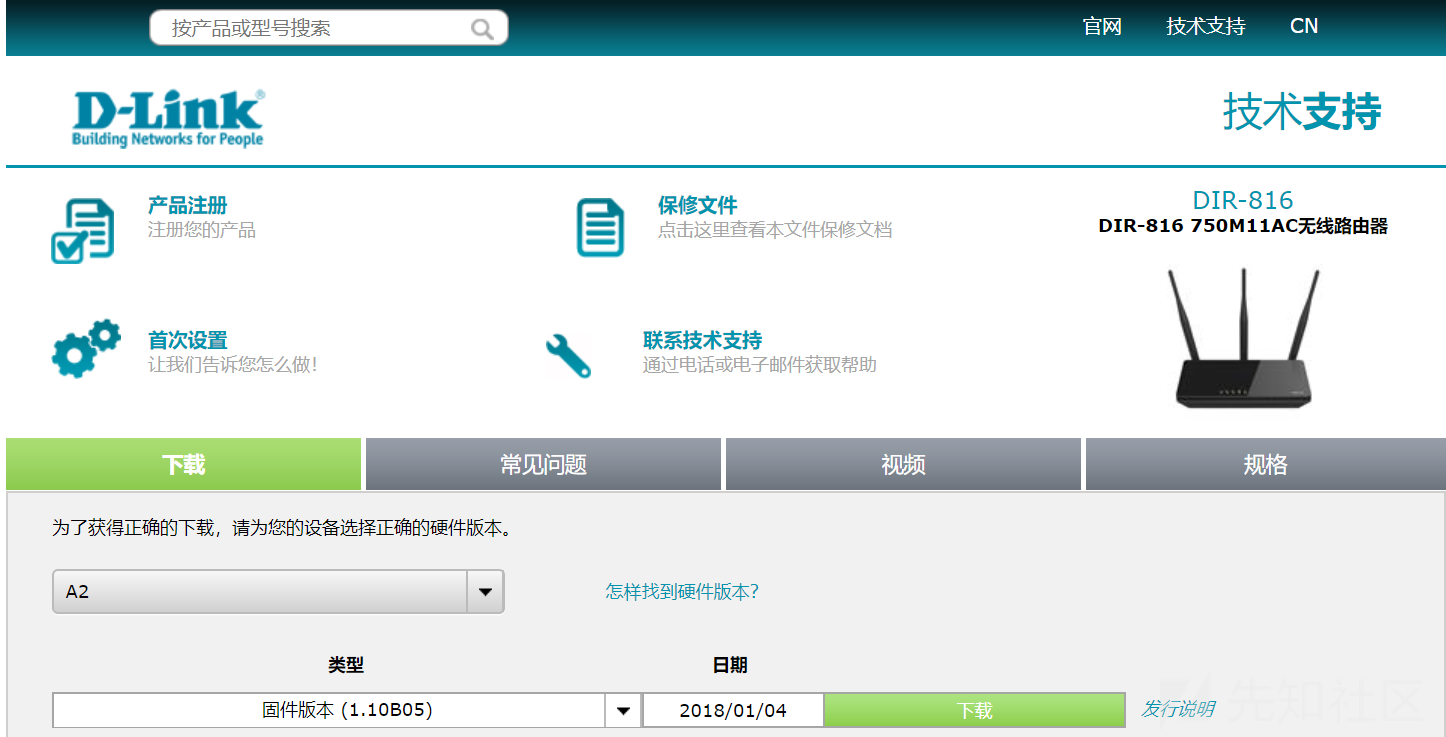 按产品或型号搜索
官网 技术支持 CN
D-Link®
Building Networks for People
技术支持
产品注册
注册您的产品
保修文件
点击这里查看本文件保修文档
DIR-816
DIR-816 750M11AC无线路由器
首次设置
让我们告诉您怎么做!
联系技术支持
通过电话或电子邮件获取帮助
下载 常见问题 视频 规格
为了获得正确的下载，请为您的设备选择正确的硬件版本。
A2
怎样找到硬件版本?
类型 日期
固件版本 (1.10B05) 2018/01/04 下载 发行说明
先知社区